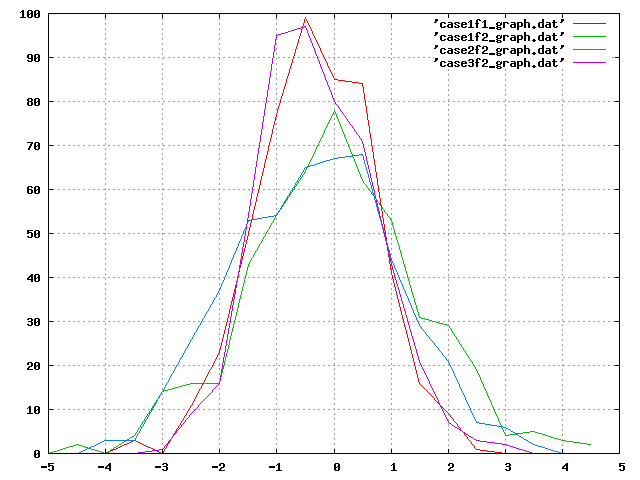 100
90
80
70
60
50
40
30
20
10
0
'case1f1_graph.dat'
'case1f2_graph.dat'
'case2f2_graph.dat'
'case3f2_graph.dat'
-5 -4 -3 -2 -1 0 1 2 3 4 5